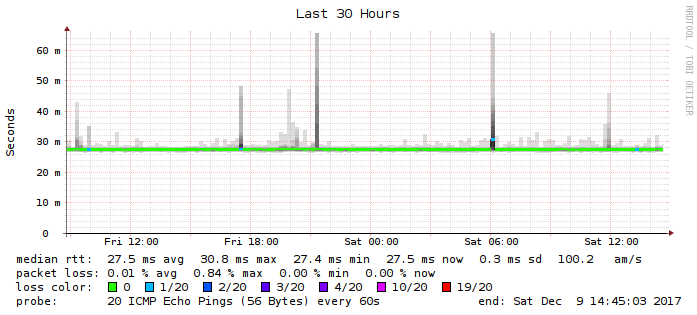 Last 30 Hours
RRDTOOL / TOBI OETIKER
Seconds
60 m
50 m
40 m
30 m
20 m
10 m
0
Fri 12:00 Fri 18:00 Sat 00:00 Sat 06:00 Sat 12:00
median rtt: 27.5 ms avg 30.8 ms max 27.4 ms min 27.5 ms now 0.3 ms sd 100.2 am/s
packet loss: 0.01 % avg 0.84 % max 0.00 % min 0.00 % now
loss color: 0 1/20 2/20 3/20 4/20 10/20 19/20
probe: 20 ICMP Echo Pings (56 Bytes) every 60s end: Sat Dec 9 14:45:03 2017